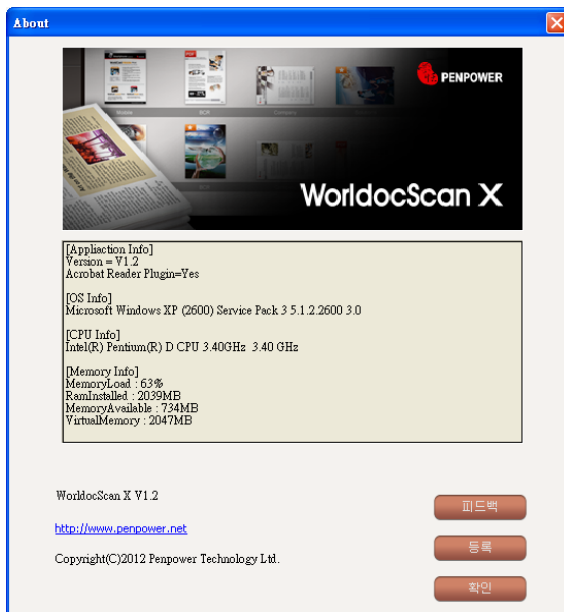 About
PENPOWER
WorldocScan X
[Appliaction Info]
Version = V1.2
Acrobat Reader Plugin=Yes
[OS Info]
Microsoft Windows XP (2600) Service Pack 3 5.1.2.2600 3.0
[CPU Info]
Intel(R) Pentium(R) D CPU 3.40GHz 3.40 GHz
[Memory Info]
MemoryLoad : 63%
RamInstalled : 2039MB
MemoryAvailable : 734MB
VirtualMemory : 2047MB
WorldocScan X V1.2
http://www.penpower.net
Copyright(C)2012 Penpower Technology Ltd.
피드백
등록
확인